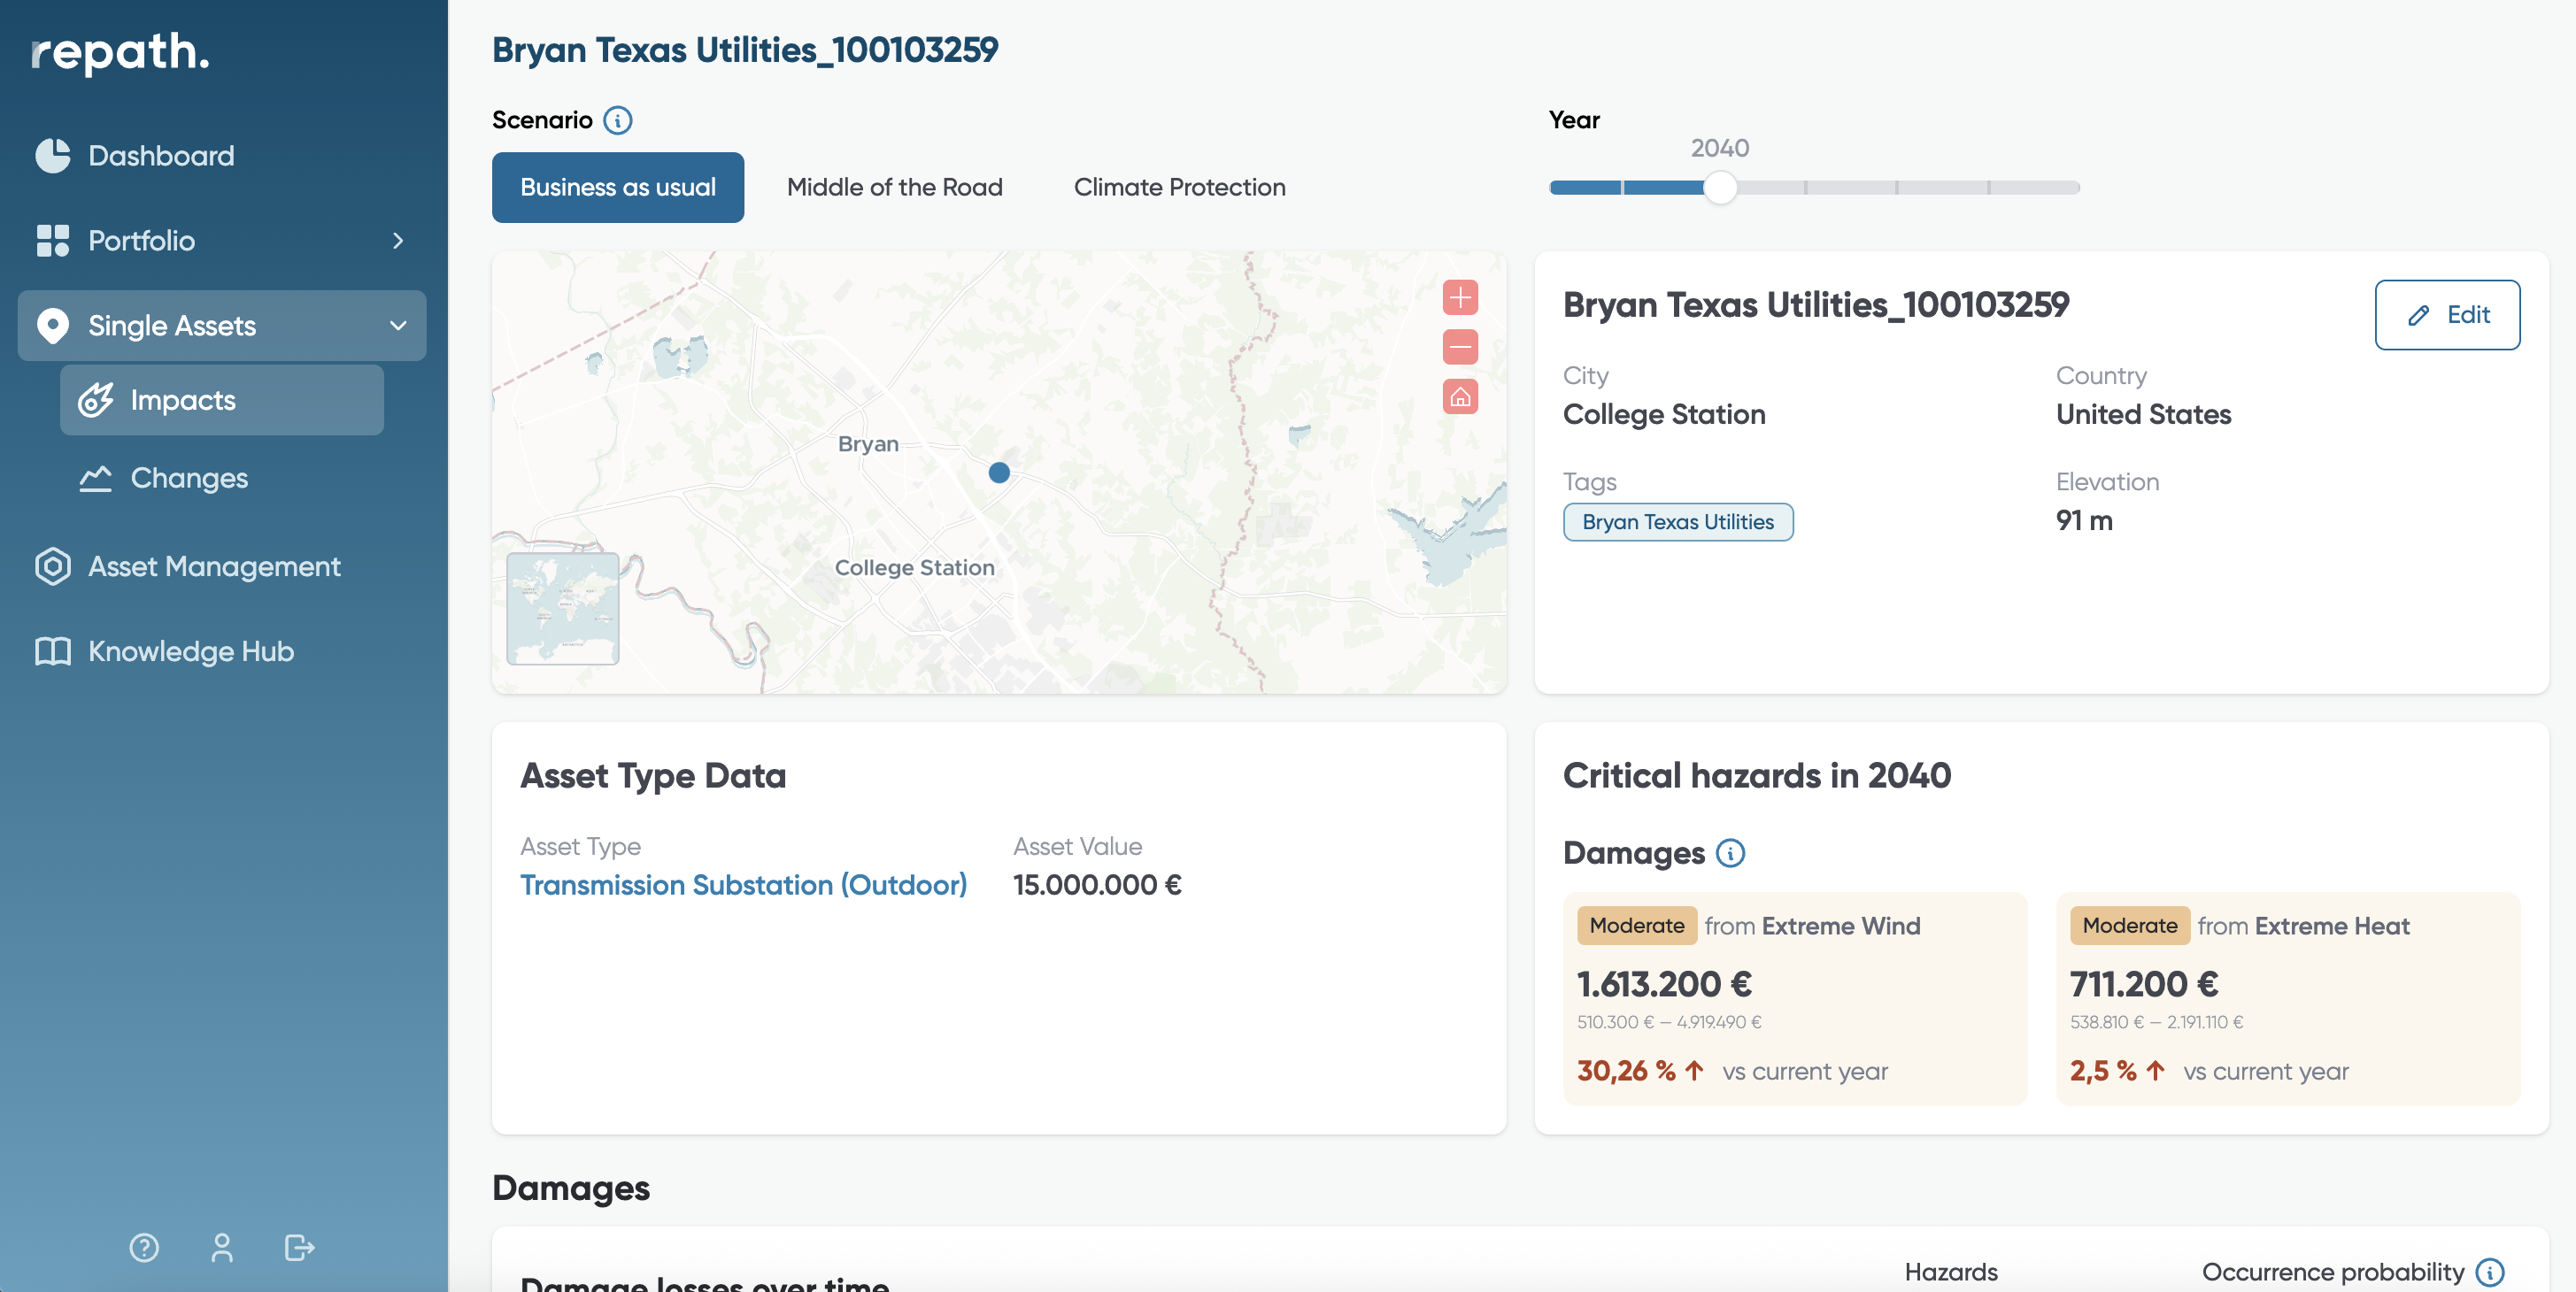 repath.
Dashboard
Portfolio
Single Assets
Impacts
Changes
Asset Management
Knowledge Hub
Bryan Texas Utilities_100103259
Scenario
Business as usual
Middle of the Road
Climate Protection
Year
2040
Bryan
College Station
Bryan Texas Utilities_100103259
Edit
City
College Station
Country
United States
Tags
Bryan Texas Utilities
Elevation
91 m
Asset Type Data
Asset Type
Transmission Substation (Outdoor)
Asset Value
15.000.000 €
Critical hazards in 2040
Damages
Moderate from Extreme Wind
1.613.200 €
510.300 € — 4.919.490 €
30,26 % ↑ vs current year
Moderate from Extreme Heat
711.200 €
538.810 € — 2.191.110 €
2,5 % ↑ vs current year
Damages
Damage losses over time
Hazards
Occurrence probability